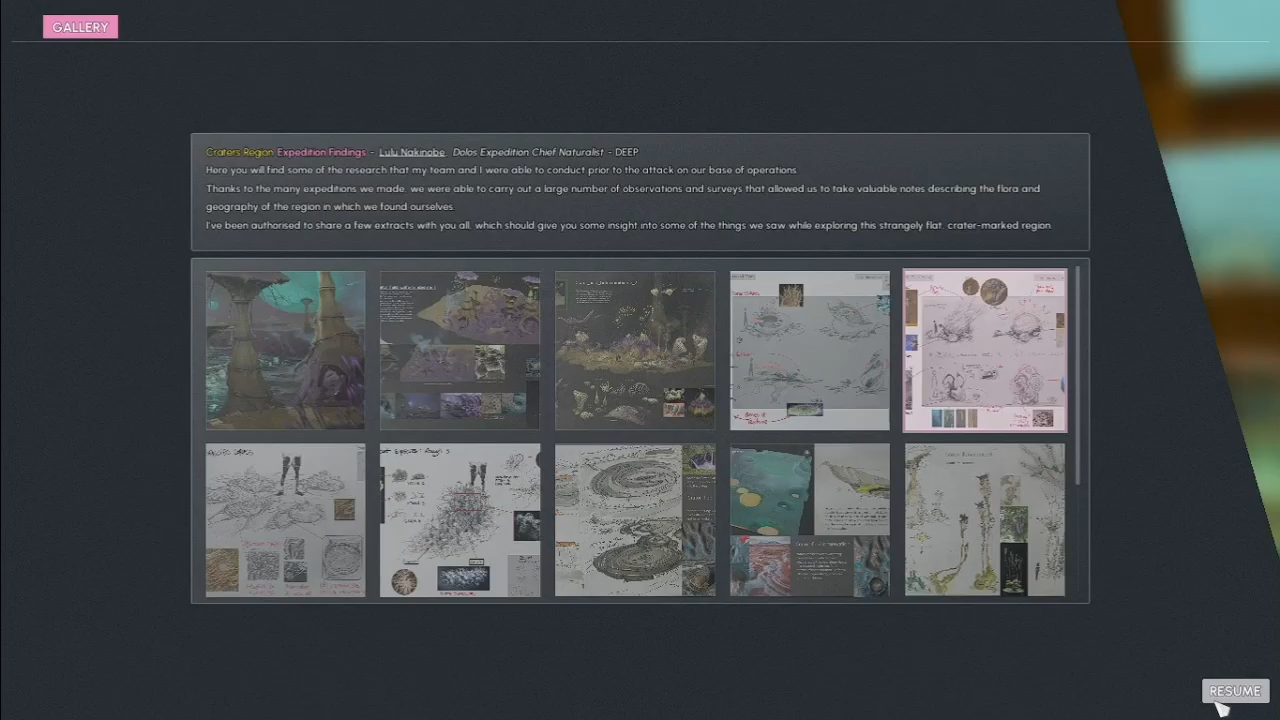 GALLERY
Craters Region Expedition Findings - Lulu Nakinobe Dolos Expedition Chief Naturalist - DEEP
Here you will find some of the research that my team and I were able to conduct prior to the attack on our base of operations.
Thanks to the many expeditions we made, we were able to carry out a large number of observations and surveys that allowed us to take valuable notes describing the flora and
geography of the region in which we found ourselves.
I've been authorised to share a few extracts with you all, which should give you some insight into some of the things we saw while exploring this strangely flat, crater-marked region.
RESUME